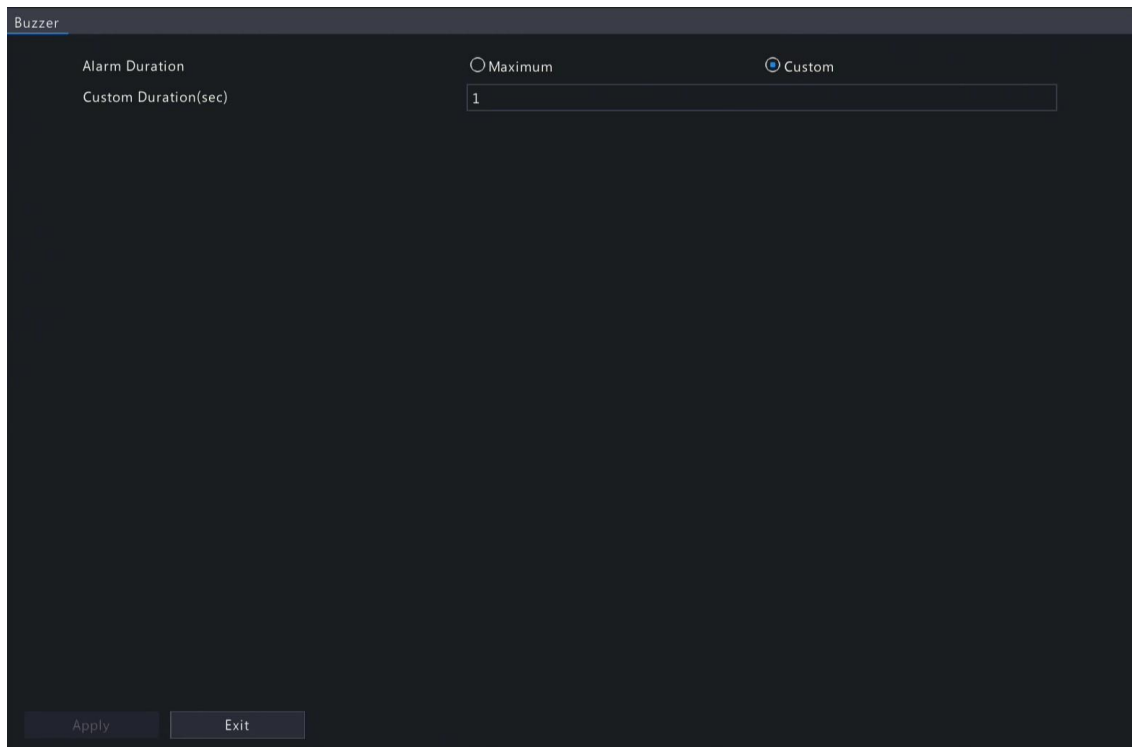 Buzzer
Alarm Duration Maximum Custom
Custom Duration(sec) 1
Apply Exit